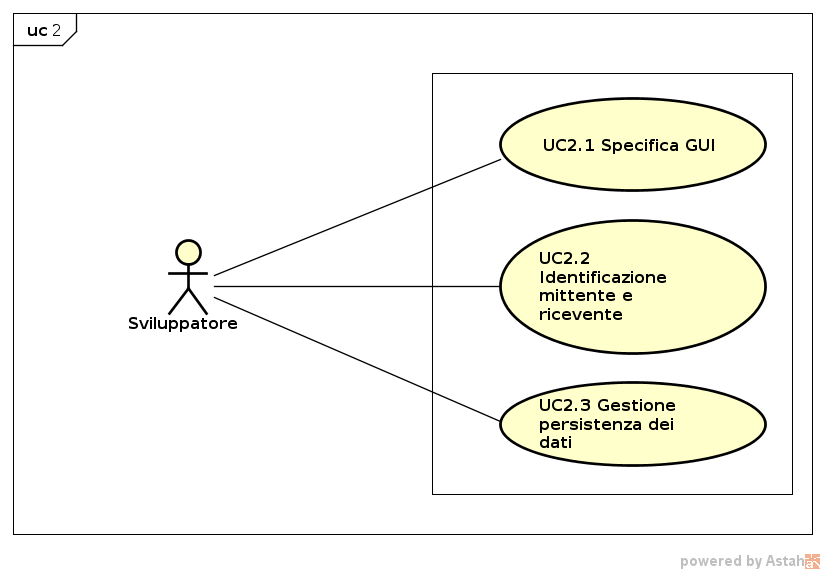 uc 2
UC2.1 Specifica GUI
UC2.2
Identificazione
mittente e
ricevente
Sviluppatore
UC2.3 Gestione
persistenza dei
dati
powered by Astah